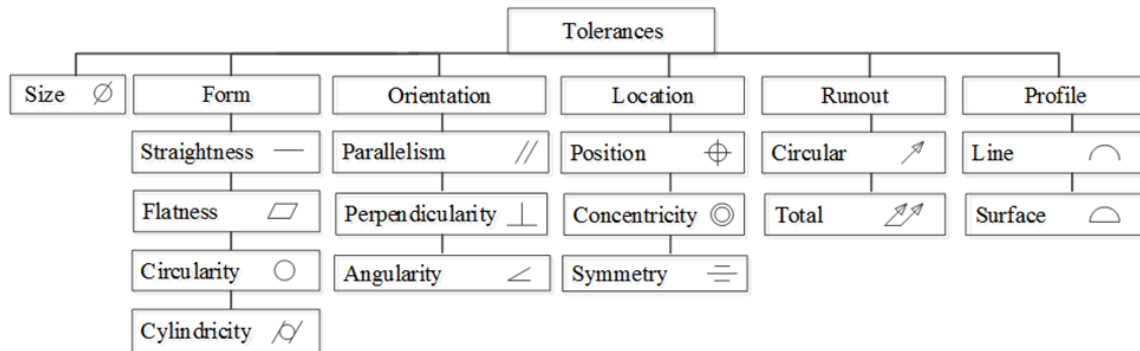 Tolerances
Size ∅
Form
Orientation
Location
Runout
Profile
Straightness
Parallelism
Position
Circular
Line
Flatness
Perpendicularity
Concentricity
Total
Surface
Circularity
Angularity
Symmetry
Cylindricity